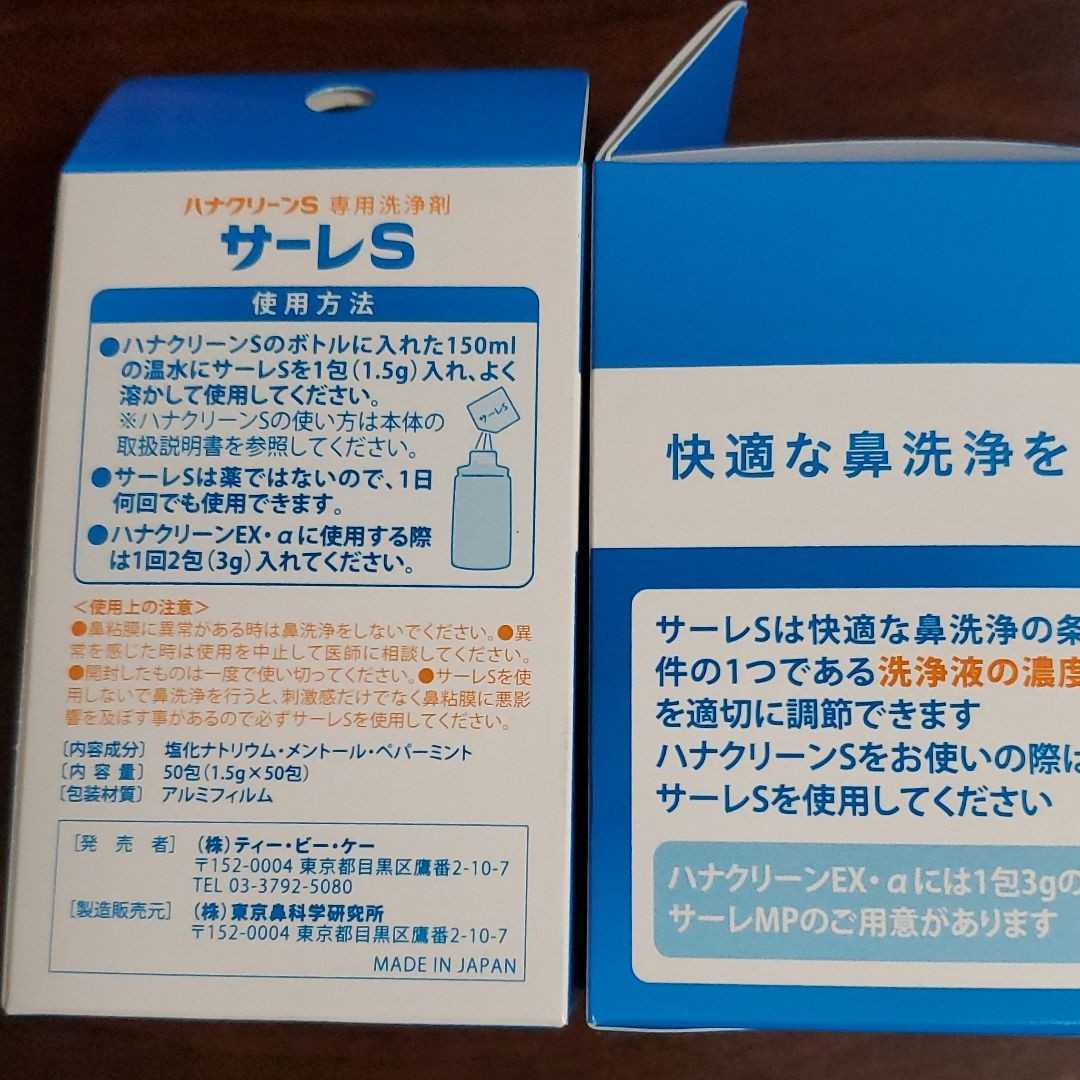 ハナクリーンS 専用洗浄剤
サーレS
使用方法
●ハナクリーンSのボトルに入れた150ml
の温水にサーレSを1包(1.5g)入れ、よく
溶かして使用してください。
※ハナクリーンSの使い方は本体の
取扱説明書を参照してください。
サーレS
●サーレSは薬ではないので、1日
何回でも使用できます。
●ハナクリーンEX・αに使用する際
は1回2包(3g)入れてください。
＜使用上の注意＞
●鼻粘膜に異常がある時は鼻洗浄をしないでください。●異
常を感じた時は使用を中止して医師に相談してください。
●開封したものは一度で使い切ってください。●サーレSを使
用しないで鼻洗浄を行うと、刺激感だけでなく鼻粘膜に悪影
響を及ぼす事があるので必ずサーレSを使用してください。
〔内容成分〕 塩化ナトリウム・メントール・ペパーミント
〔内 容 量〕 50包(1.5g×50包)
〔包装材質〕 アルミフィルム
［発 売 者］ (株)ティー・ビー・ケー
〒152-0004 東京都目黒区鷹番2-10-7
TEL 03-3792-5080
［製造販売元］ (株)東京鼻科学研究所
〒152-0004 東京都目黒区鷹番2-10-7
MADE IN JAPAN
快適な鼻洗浄を
サーレSは快適な鼻洗浄の条
件の1つである洗浄液の濃度
を適切に調節できます
ハナクリーンSをお使いの際は
サーレSを使用してください
ハナクリーンEX・αには1包3gの
サーレMPのご用意があります